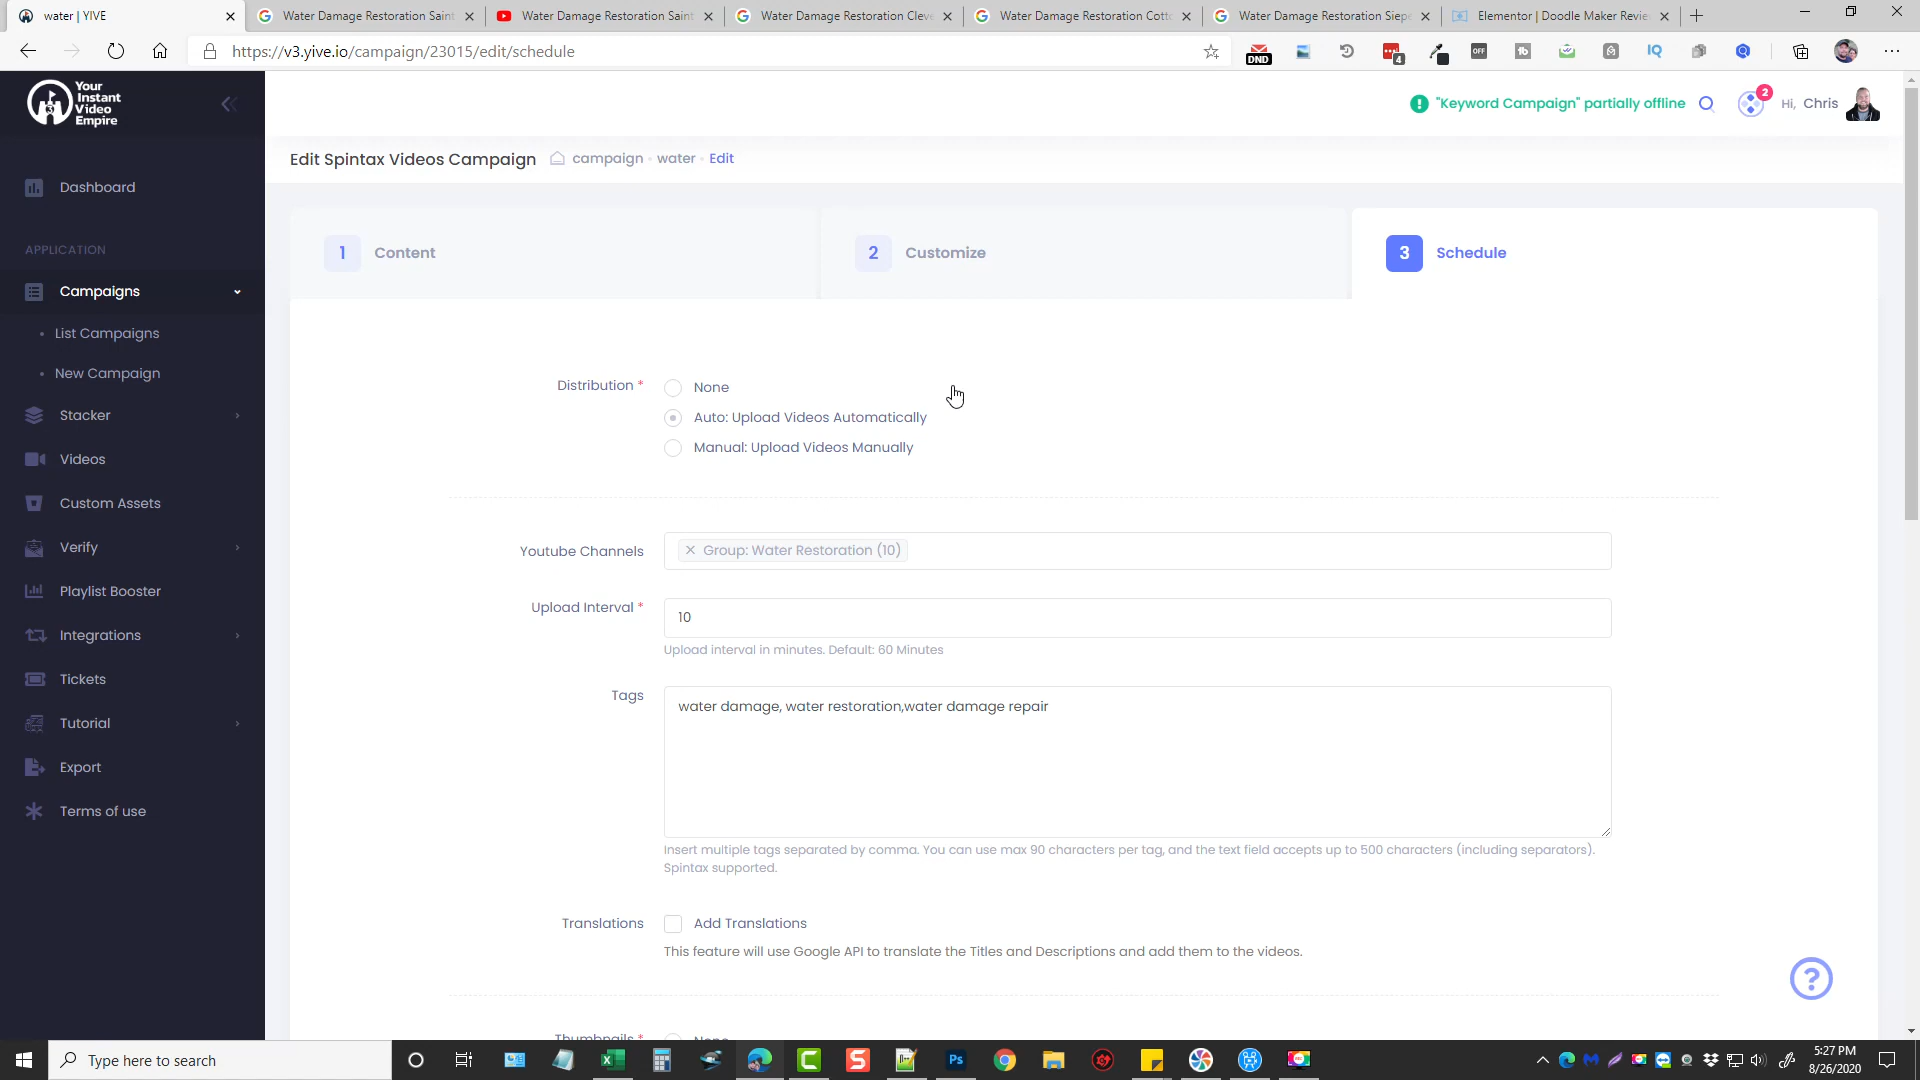 water | YIVE
Water Damage Restoration Saint
Water Damage Restoration Saint
Water Damage Restoration Cleve
Water Damage Restoration Cotto
Water Damage Restoration Siepe
Elementor | Doodle Maker Revie
https://v3.yive.io/campaign/23015/edit/schedule
DND
4
OFF
IQ
Your
Instant
Video
Empire
"Keyword Campaign" partially offline
2
Hi, Chris
Edit Spintax Videos Campaign
campaign
water
Edit
Dashboard
APPLICATION
Campaigns
List Campaigns
New Campaign
Stacker
Videos
Custom Assets
Verify
Playlist Booster
Integrations
Tickets
Tutorial
Export
Terms of use
1 Content
2 Customize
3 Schedule
Distribution *
None
Auto: Upload Videos Automatically
Manual: Upload Videos Manually
Youtube Channels
× Group: Water Restoration (10)
Upload Interval *
10
Upload interval in minutes. Default: 60 Minutes
Tags
water damage, water restoration,water damage repair
Insert multiple tags separated by comma. You can use max 90 characters per tag, and the text field accepts up to 500 characters (including separators).
Spintax supported.
Translations
Add Translations
This feature will use Google API to translate the Titles and Descriptions and add them to the videos.
Thumbnails *
None
?
Type here to search
Ps
5:27 PM
8/26/2020